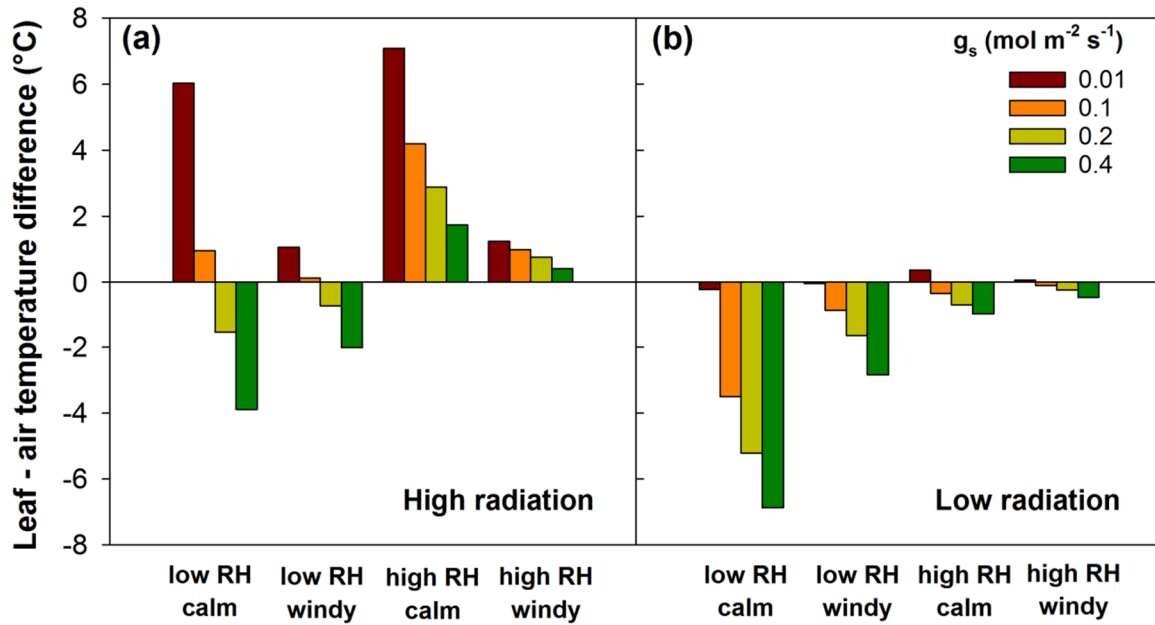 Leaf - air temperature difference (°C)
8
6
4
2
0
-2
-4
-6
-8
(a)
High radiation
low RH
calm
low RH
windy
high RH
calm
high RH
windy
(b)
gₛ (mol m⁻² s⁻¹)
0.01
0.1
0.2
0.4
Low radiation
low RH
calm
low RH
windy
high RH
calm
high RH
windy